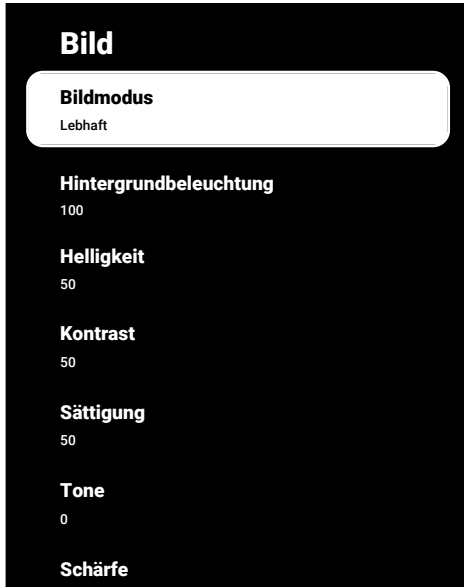 Bild
Bildmodus
Lebhaft
Hintergrundbeleuchtung
100
Helligkeit
50
Kontrast
50
Sättigung
50
Tone
0
Schärfe